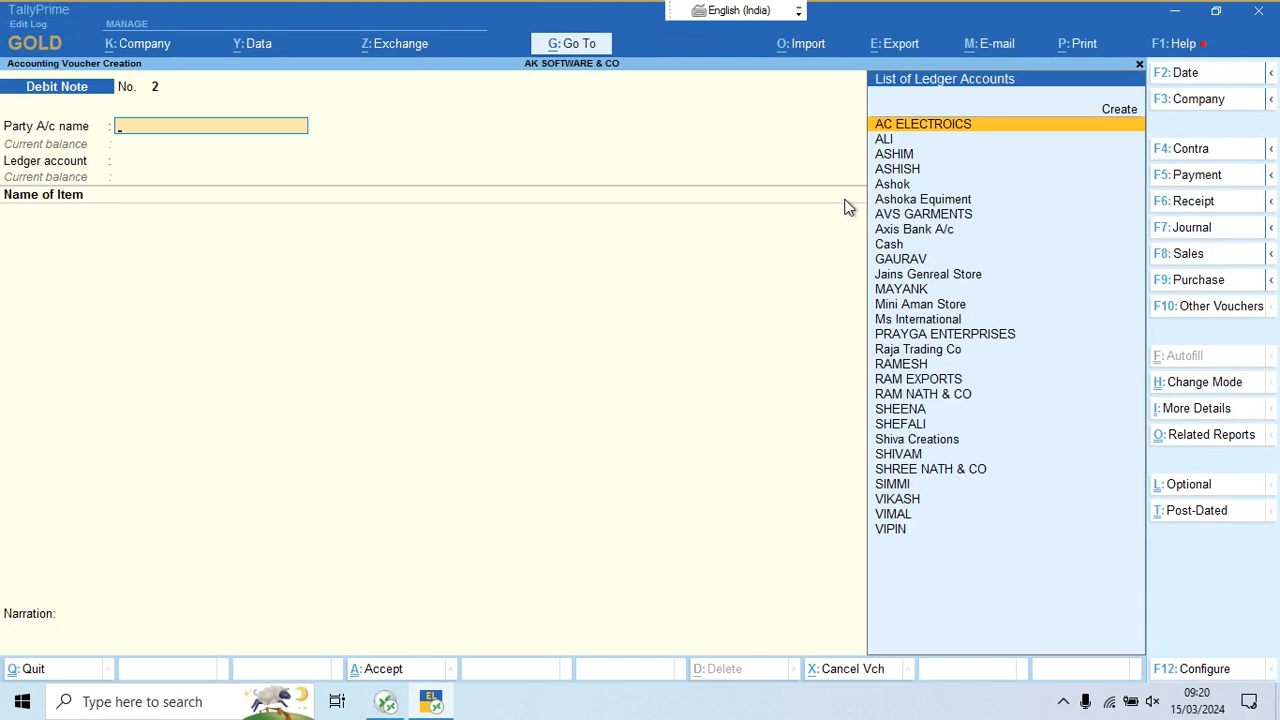 TallyPrime
English (India)
Edit Log
MANAGE
GOLD
K: Company
Y: Data
Z: Exchange
G: Go To
O: Import
E: Export
M: E-mail
P: Print
F1: Help
Accounting Voucher Creation
AK SOFTWARE & CO
Debit Note No. 2
Party A/c name :
Current balance :
Ledger account :
Current balance :
Name of Item
Narration:
List of Ledger Accounts
Create
AC ELECTROICS
ALI
ASHIM
ASHISH
Ashok
Ashoka Equiment
AVS GARMENTS
Axis Bank A/c
Cash
GAURAV
Jains Genreal Store
MAYANK
Mini Aman Store
Ms International
PRAYGA ENTERPRISES
Raja Trading Co
RAMESH
RAM EXPORTS
RAM NATH & CO
SHEENA
SHEFALI
Shiva Creations
SHIVAM
SHREE NATH & CO
SIMMI
VIKASH
VIMAL
VIPIN
F2: Date
F3: Company
F4: Contra
F5: Payment
F6: Receipt
F7: Journal
F8: Sales
F9: Purchase
F10: Other Vouchers
F: Autofill
H: Change Mode
I: More Details
O: Related Reports
L: Optional
T: Post-Dated
Q: Quit
A: Accept
D: Delete
X: Cancel Vch
F12: Configure
Type here to search
EL
09:20
15/03/2024